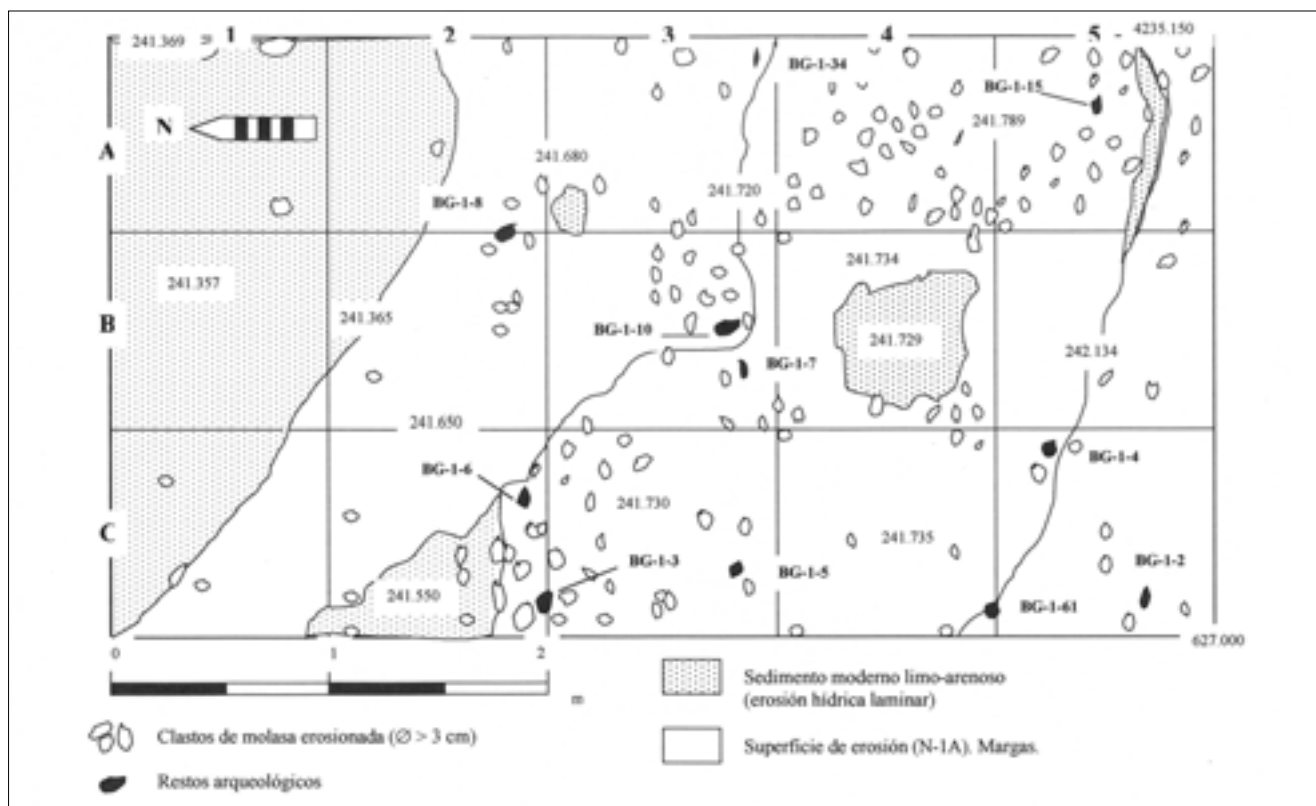 241.369
1
2
3
4
5
4235.150
BG-1-34
BG-1-15
N
A
241.789
241.680
241.720
BG-1-8
241.734
241.357
241.365
B
BG-1-10
241.729
242.134
BG-1-7
241.650
BG-1-4
BG-1-6
241.730
C
241.735
BG-1-3
BG-1-5
BG-1-2
241.550
BG-1-61
627.000
0
1
2
m
Sedimento moderno limo-arenoso
(erosión hídrica laminar)
Clastos de molasa erosionada (∅ > 3 cm)
Superficie de erosión (N-1A). Margas.
Restos arqueológicos